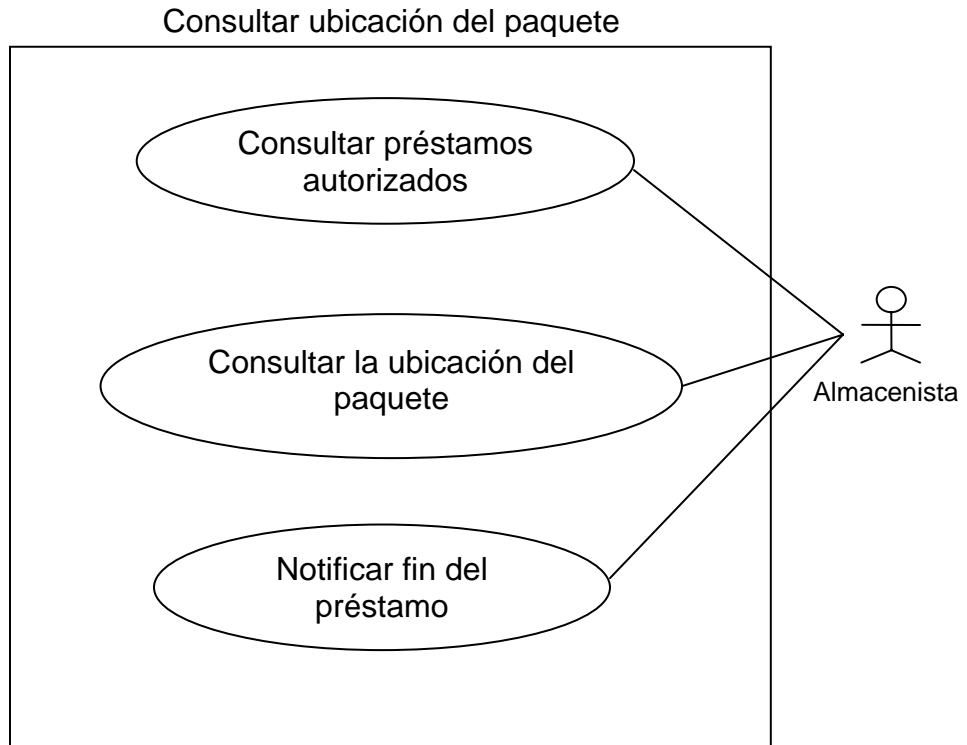 Consultar ubicación del paquete
Consultar préstamos
autorizados
Consultar la ubicación del
paquete
Almacenista
Notificar fin del
préstamo